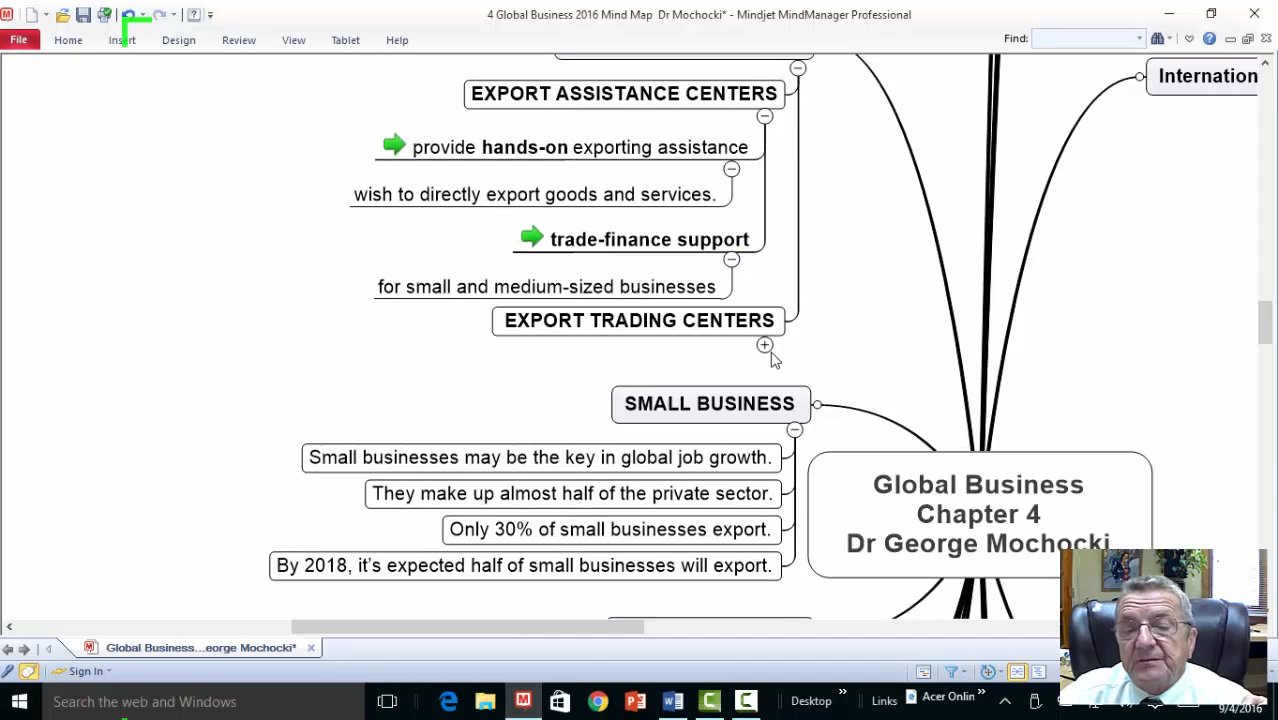 4 Global Business 2016 Mind Map Dr Mochocki* - Mindjet MindManager Professional
File Home Insert Design Review View Tablet Help Find:
Internation
EXPORT ASSISTANCE CENTERS
provide hands-on exporting assistance
wish to directly export goods and services.
trade-finance support
for small and medium-sized businesses
EXPORT TRADING CENTERS
SMALL BUSINESS
Small businesses may be the key in global job growth.
They make up almost half of the private sector.
Only 30% of small businesses export.
By 2018, it's expected half of small businesses will export.
Global Business
Chapter 4
Dr George Mochocki
Global Business...eorge Mochocki*
Sign In
Search the web and Windows
Desktop
Links
Acer Onlin
9/4/2016